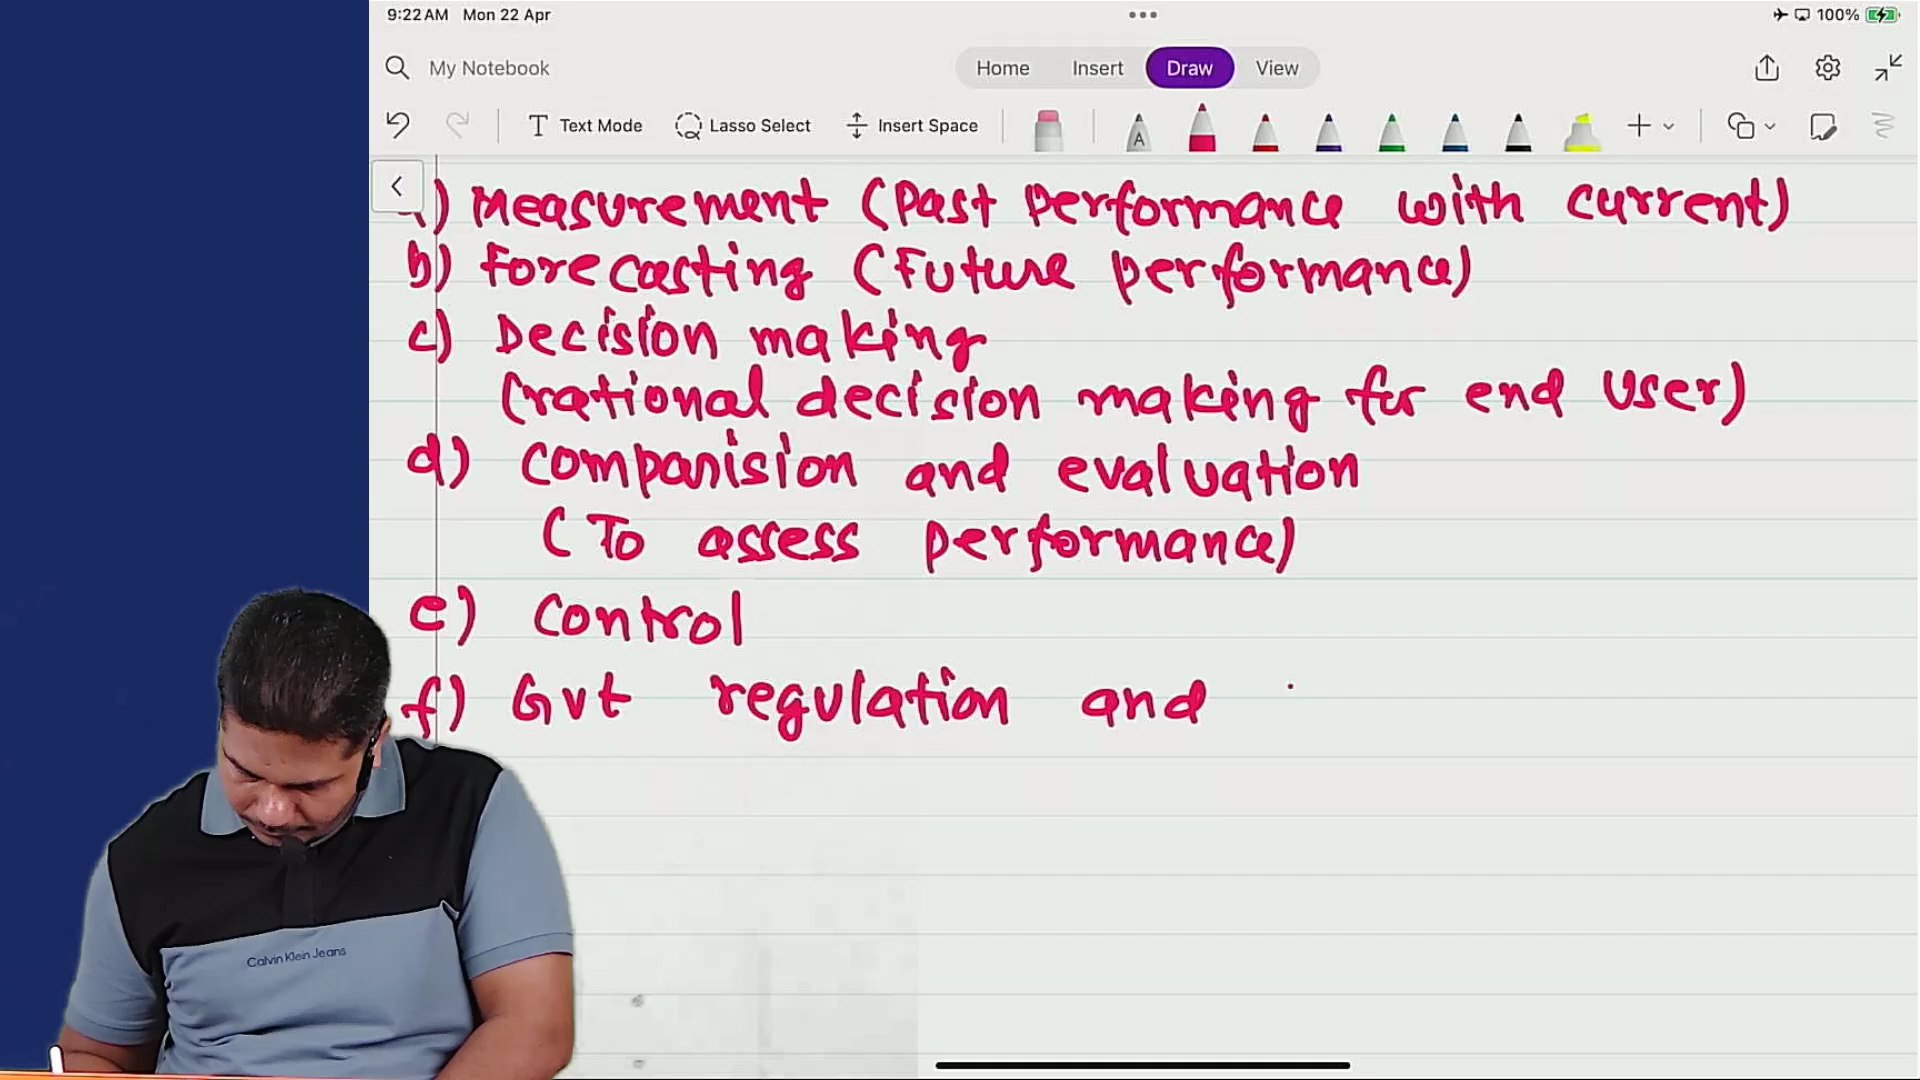 9:22 AM Mon 22 Apr
100%
My Notebook
Home Insert Draw View
Text Mode Lasso Select Insert Space
A
a) Measurement (Past performance with current)
b) Forecasting (Future performance)
c) Decision making
(rational decision making for end user)
d) compariision and evaluation
(To assess performance)
e) control
f) Gvt regulation and
Calvin Klein Jeans